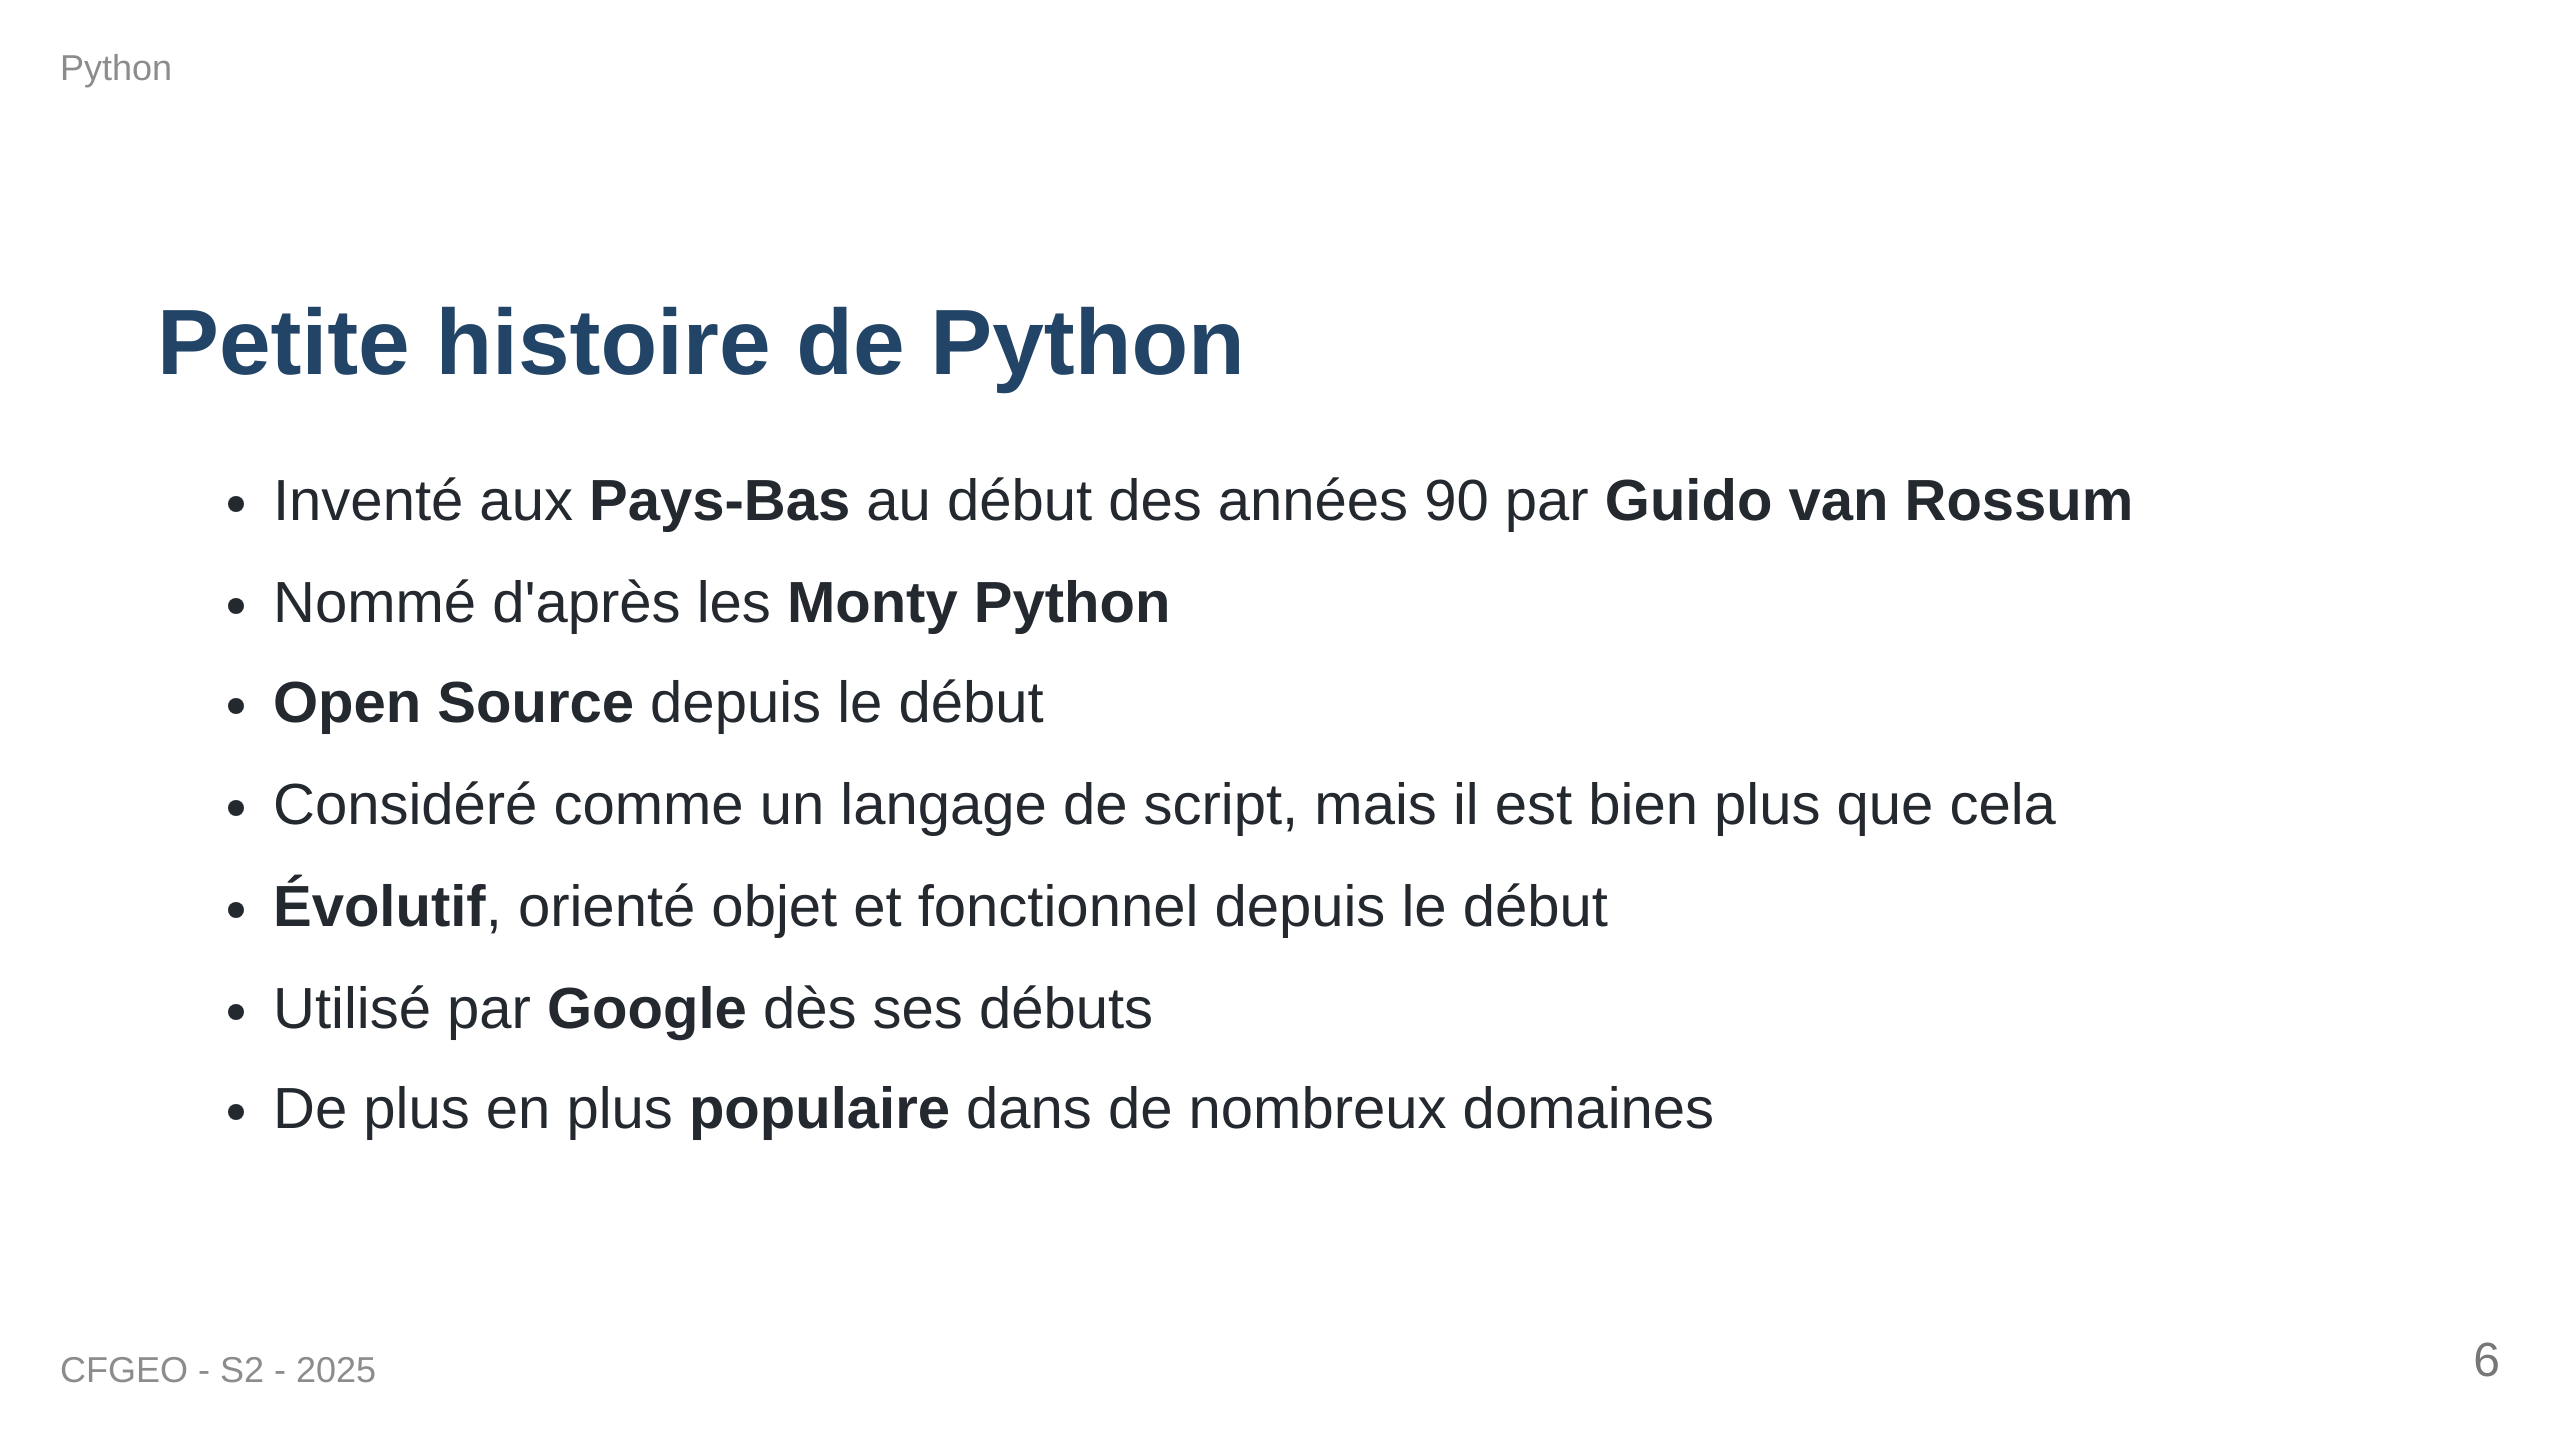 Python
Petite histoire de Python
• Inventé aux Pays-Bas au début des années 90 par Guido van Rossum
• Nommé d'après les Monty Python
• Open Source depuis le début
• Considéré comme un langage de script, mais il est bien plus que cela
• Évolutif, orienté objet et fonctionnel depuis le début
• Utilisé par Google dès ses débuts
• De plus en plus populaire dans de nombreux domaines
CFGEO - S2 - 2025
6